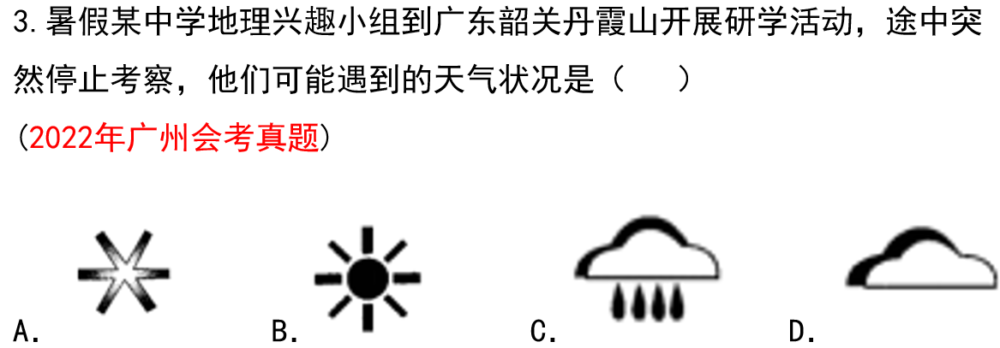 3.暑假某中学地理兴趣小组到广东韶关丹霞山开展研学活动，途中突
然停止考察，他们可能遇到的天气状况是（　　）
(2022年广州会考真题)
A. B. C. D.